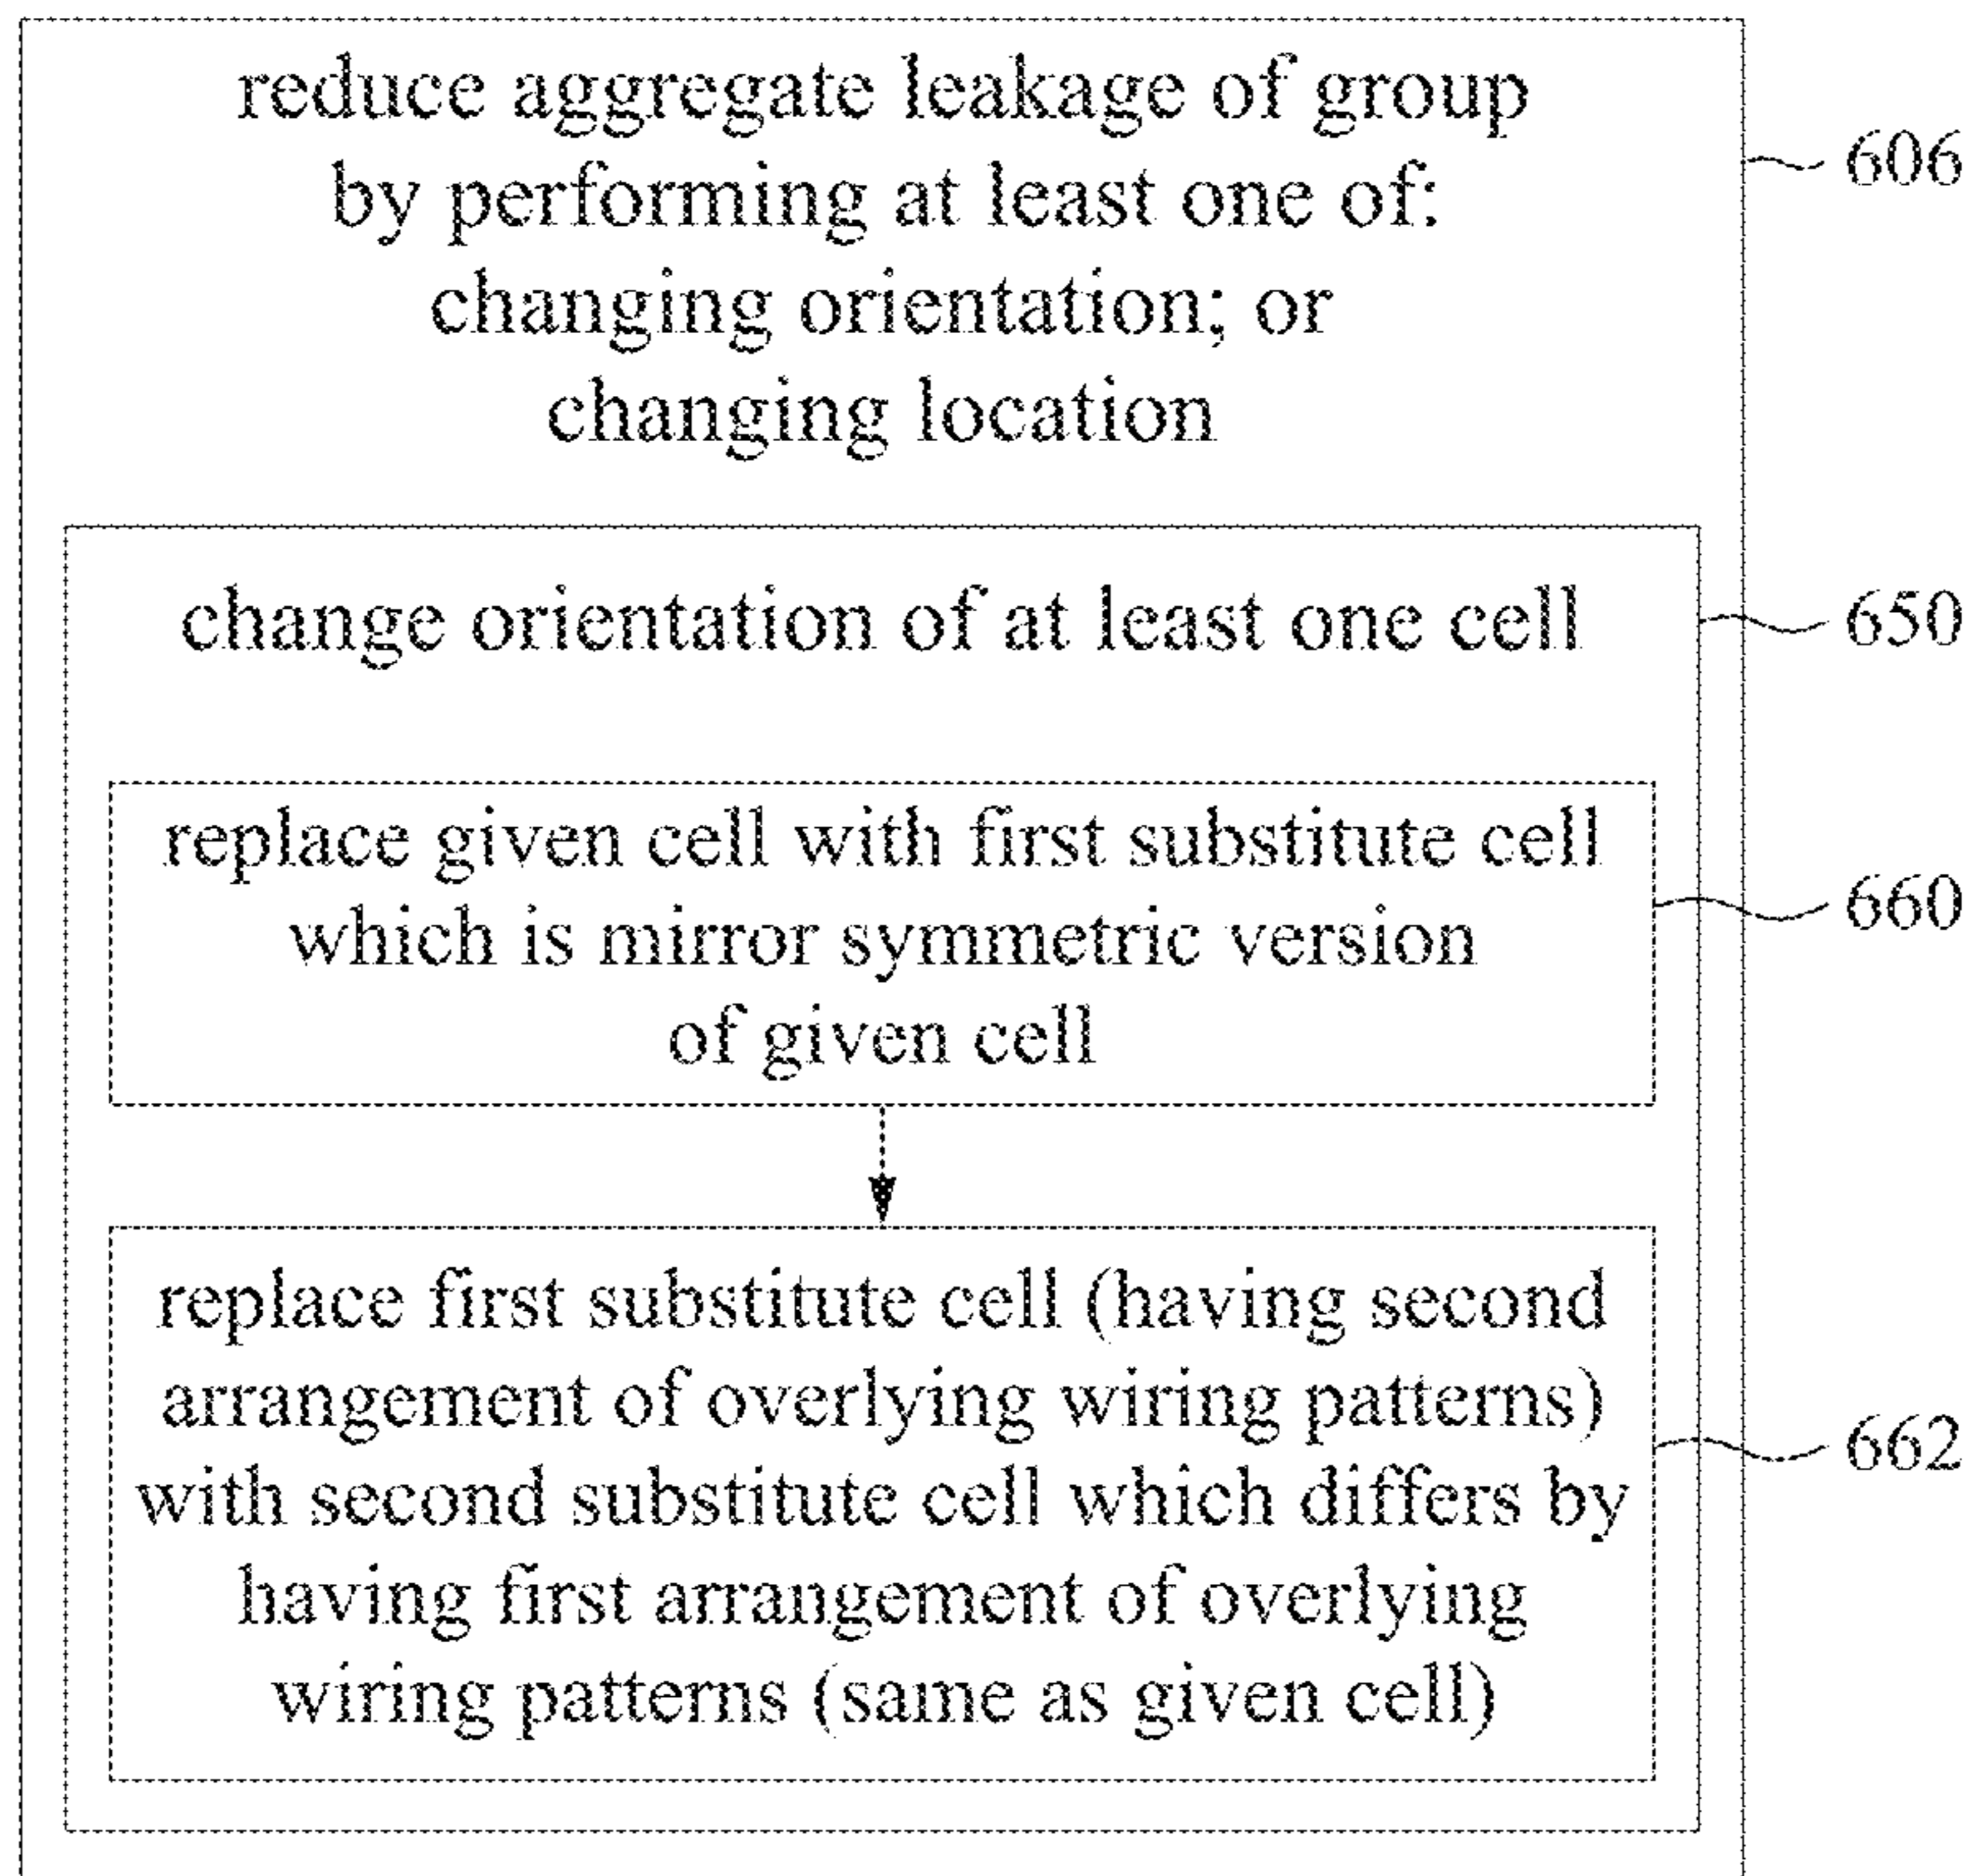 reduce aggregate leakage of group
by performing at least one of:
changing orientation; or
changing location
606
change orientation of at least one cell
650
replace given cell with first substitute cell
which is mirror symmetric version
of given cell
660
replace first substitute cell (having second
arrangement of overlying wiring patterns)
with second substitute cell which differs by
having first arrangement of overlying
wiring patterns (same as given cell)
662